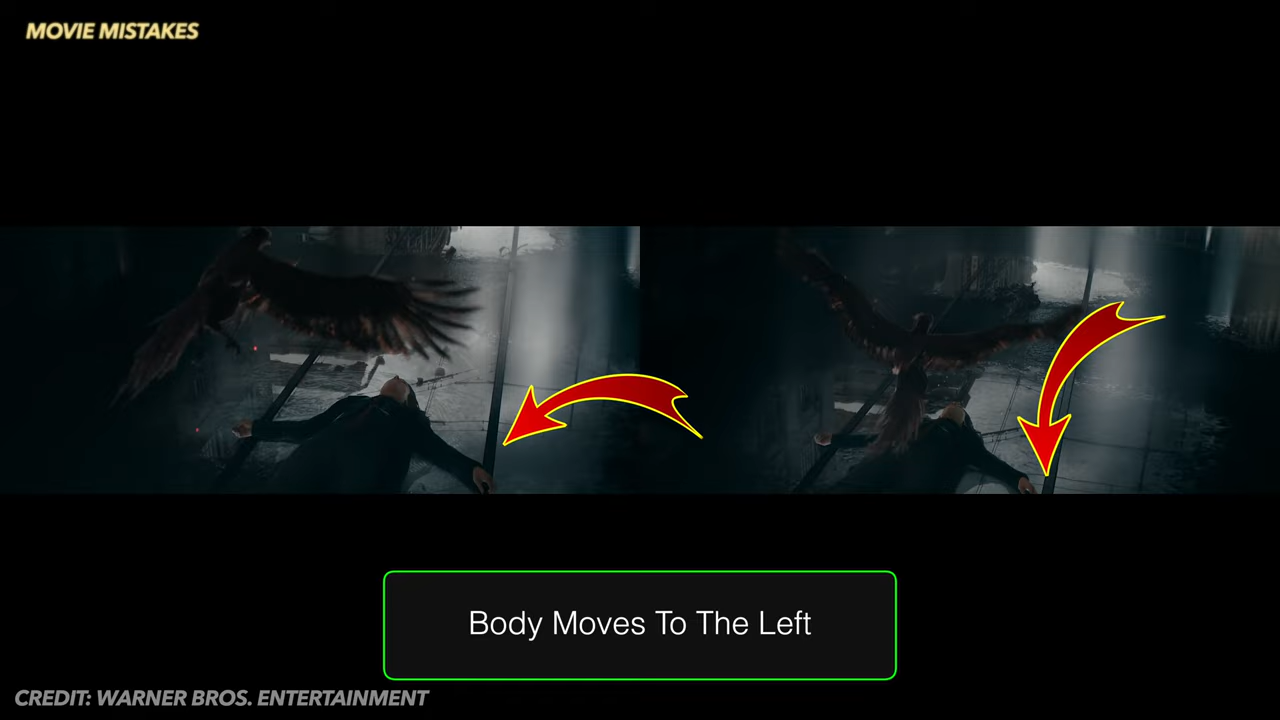 MOVIE MISTAKES
Body Moves To The Left
CREDIT: WARNER BROS. ENTERTAINMENT